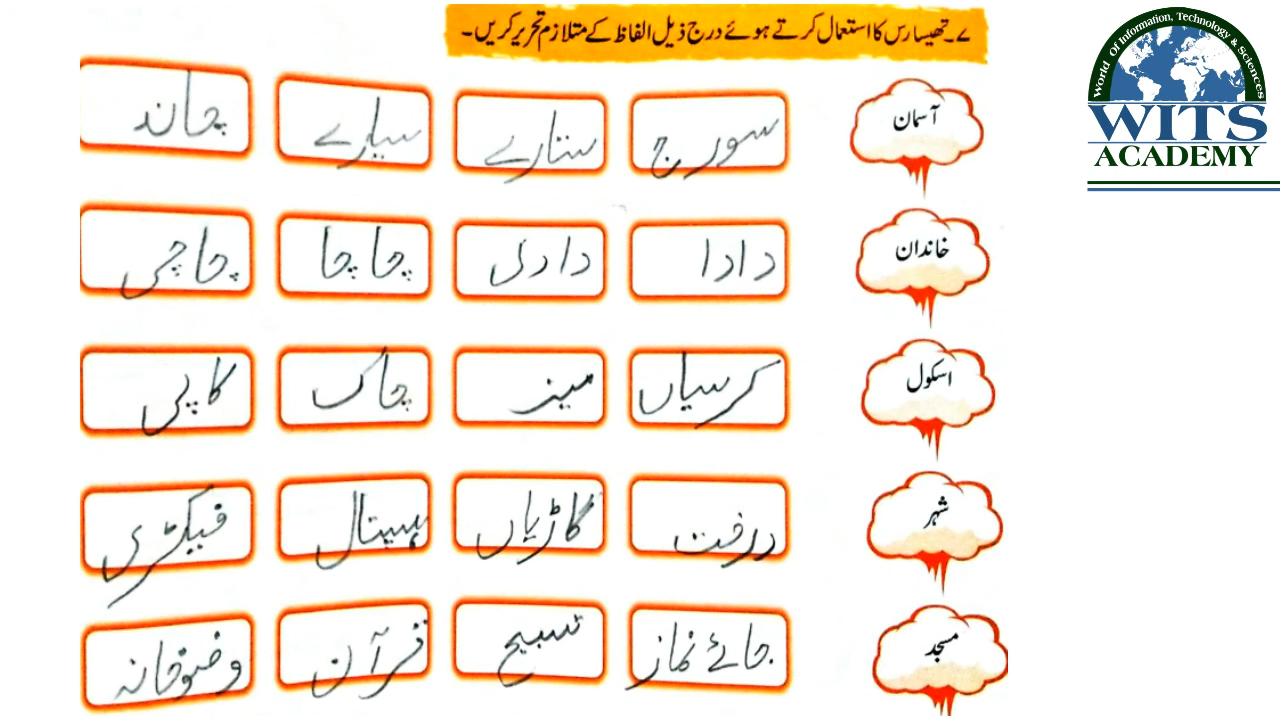 ۷۔ تھیسارس کا استعمال کرتے ہوئے درج ذیل الفاظ کے متلازم تحریر کریں۔
World Of Information, Technology & Sciences
WITS
ACADEMY
آسمان سورج ستارے سیارے چاند
خاندان دادا دادی چاچا چاچی
اسکول کرسیاں میز چاک کاپی
شہر درخت گاڑیاں ہسپتال فیکٹری
مسجد جائے نماز تسبیح قرآن وضو خانہ